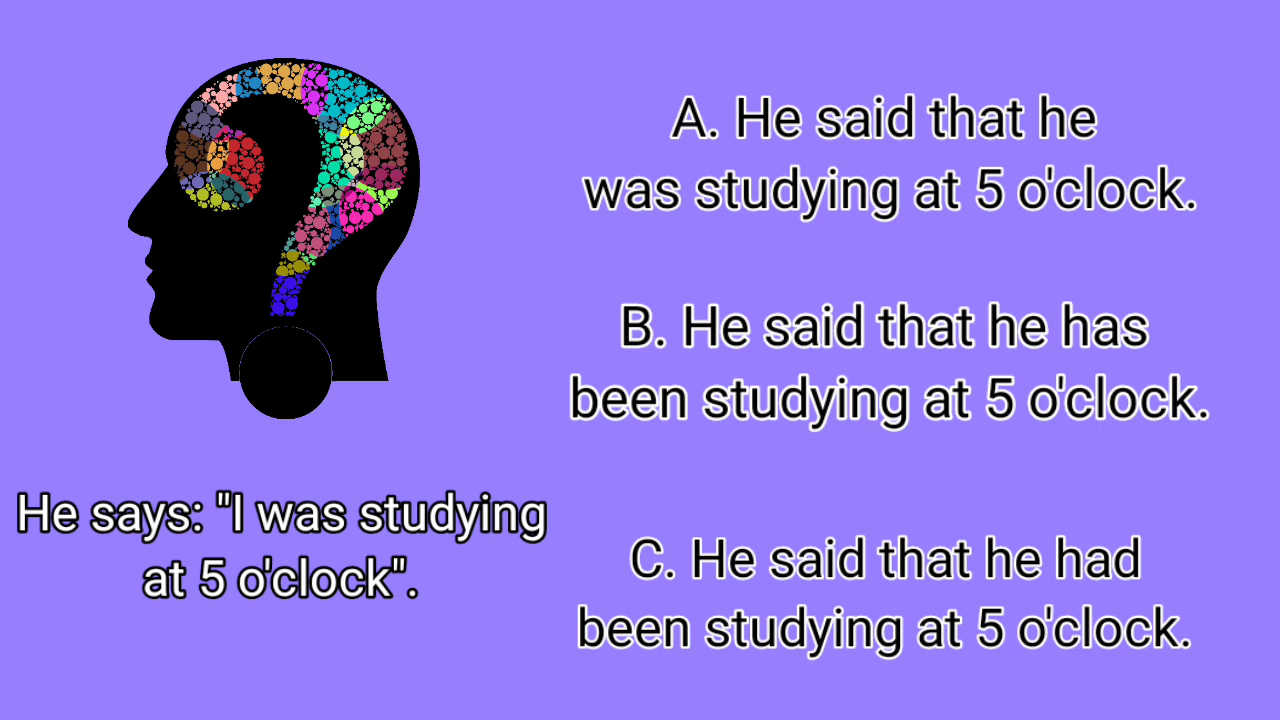 He says: "I was studying
at 5 o'clock".
A. He said that he
was studying at 5 o'clock.
B. He said that he has
been studying at 5 o'clock.
C. He said that he had
been studying at 5 o'clock.